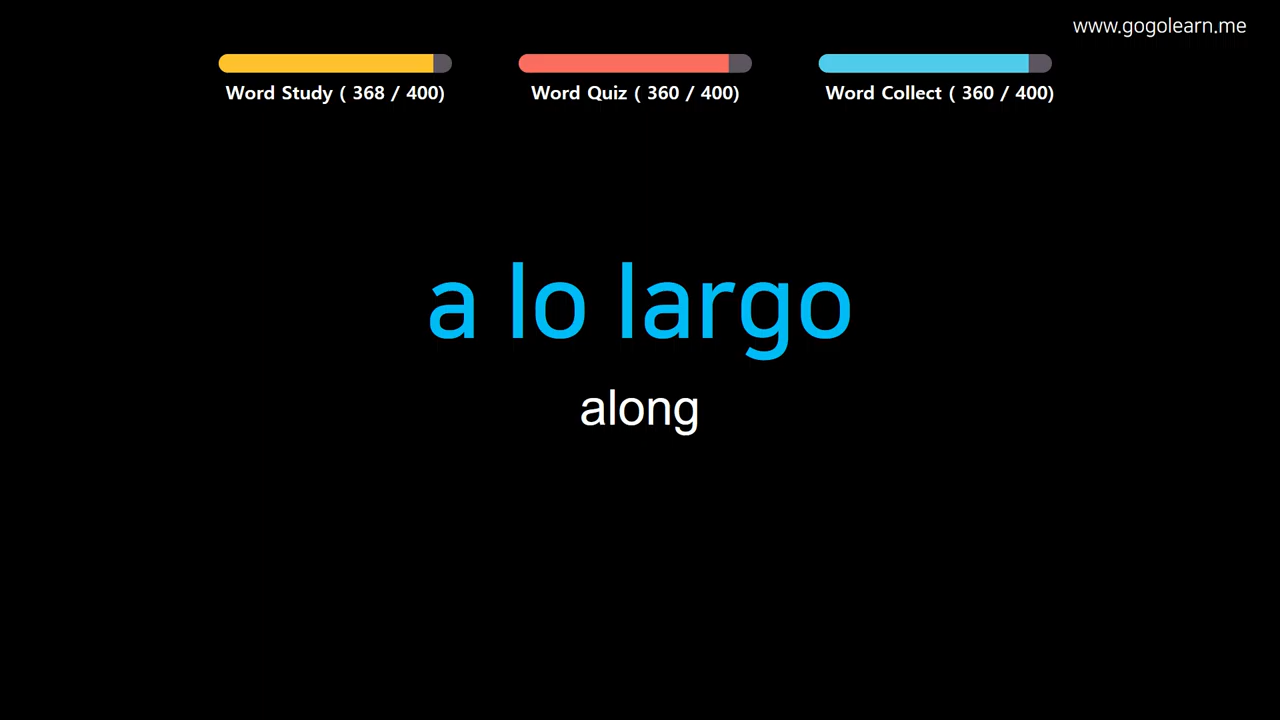 www.gogolearn.me
Word Study ( 368 / 400)
Word Quiz ( 360 / 400)
Word Collect ( 360 / 400)
a lo largo
along